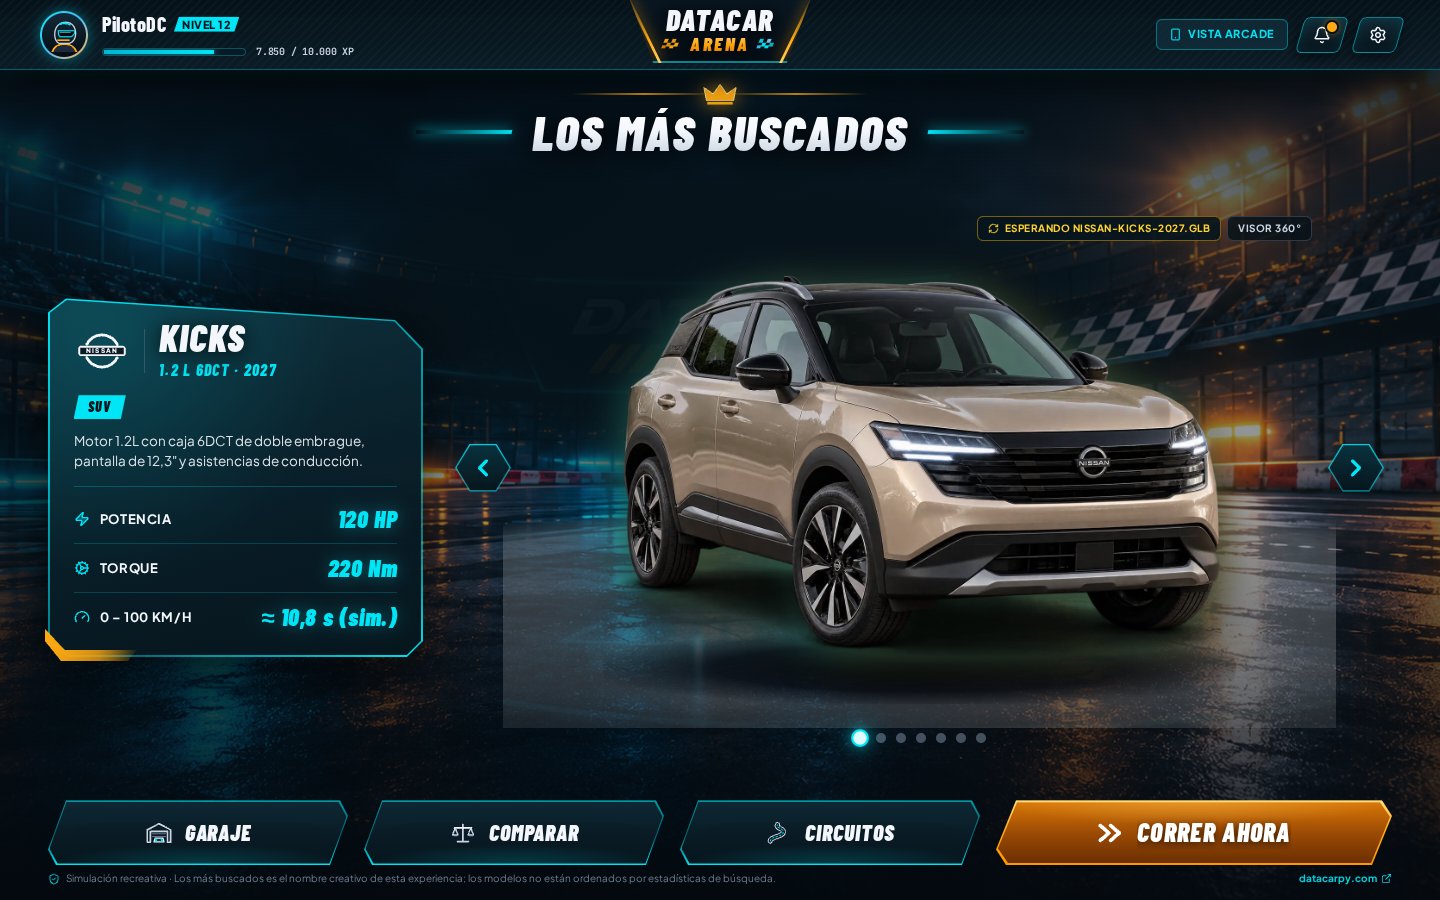 PilotoDC
NIVEL 12
7.850 / 10.000 XP
DATACAR
ARENA
VISTA ARCADE
LOS MÁS BUSCADOS
ESPERANDO NISSAN-KICKS-2027.GLB
VISOR 360°
NISSAN
KICKS
1.2 L 6DCT · 2027
SUV
Motor 1.2L con caja 6DCT de doble embrague,
pantalla de 12,3" y asistencias de conducción.
POTENCIA
120 HP
TORQUE
220 Nm
0 – 100 KM/H
≈ 10,8 s (sim.)
NISSAN
GARAJE
COMPARAR
CIRCUITOS
CORRER AHORA
Simulación recreativa · Los más buscados es el nombre creativo de esta experiencia; los modelos no están ordenados por estadísticas de búsqueda.
datacarpy.com